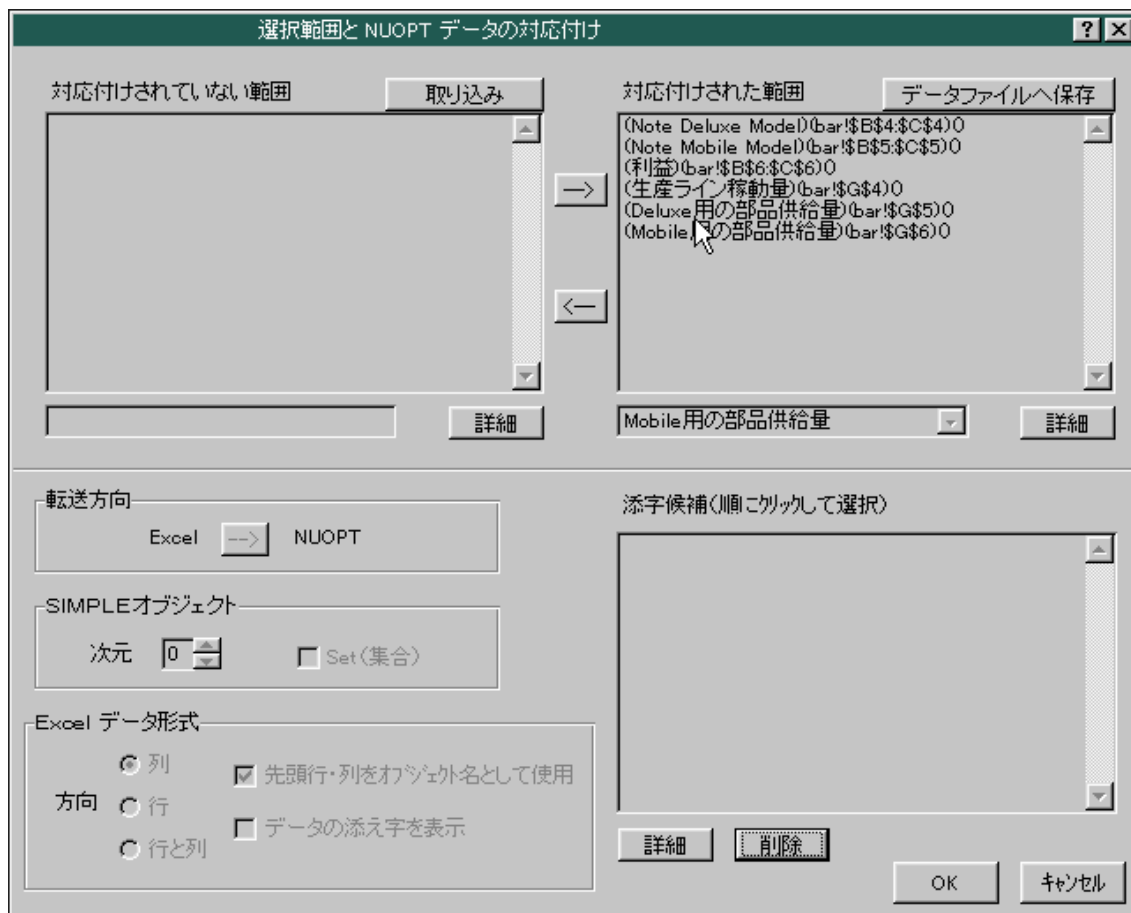 選択範囲と NUOPT データの対応付け
対応付けされていない範囲
取り込み
対応付けされた範囲
データファイルへ保存
(Note Deluxe Model)(bar!$B$4:$C$4)0
(Note Mobile Model)(bar!$B$5:$C$5)0
(利益)(bar!$B$6:$C$6)0
(生産ライン稼動量)(bar!$G$4)0
(Deluxe用の部品供給量)(bar!$G$5)0
(Mobile用の部品供給量)(bar!$G$6)0
-->
<--
詳細
Mobile用の部品供給量
詳細
転送方向
Excel --> NUOPT
SIMPLEオブジェクト
次元 0
Set(集合)
Excel データ形式
方向
列
行
行と列
先頭行・列をオブジェクト名として使用
データの添え字を表示
添字候補(順にクリックして選択)
詳細
削除
OK
キャンセル